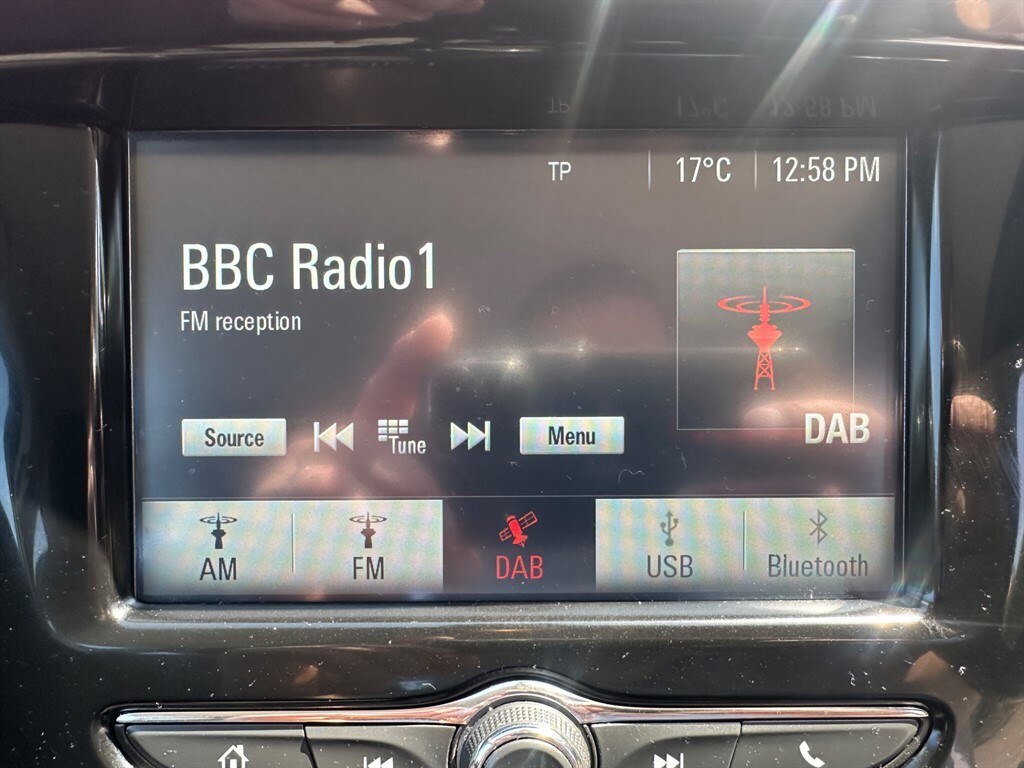 TP 17°C 12:58 PM
BBC Radio1
FM reception
DAB
Source Tune Menu
AM FM DAB USB Bluetooth